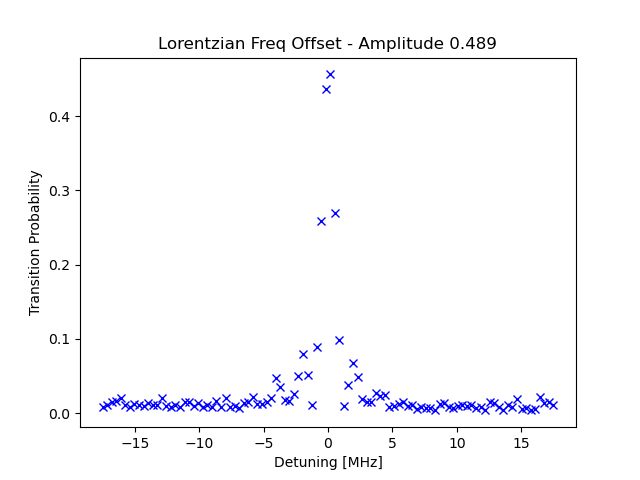 Lorentzian Freq Offset - Amplitude 0.489
Transition Probability
0.4
0.3
0.2
0.1
0.0
−15 −10 −5 0 5 10 15
Detuning [MHz]